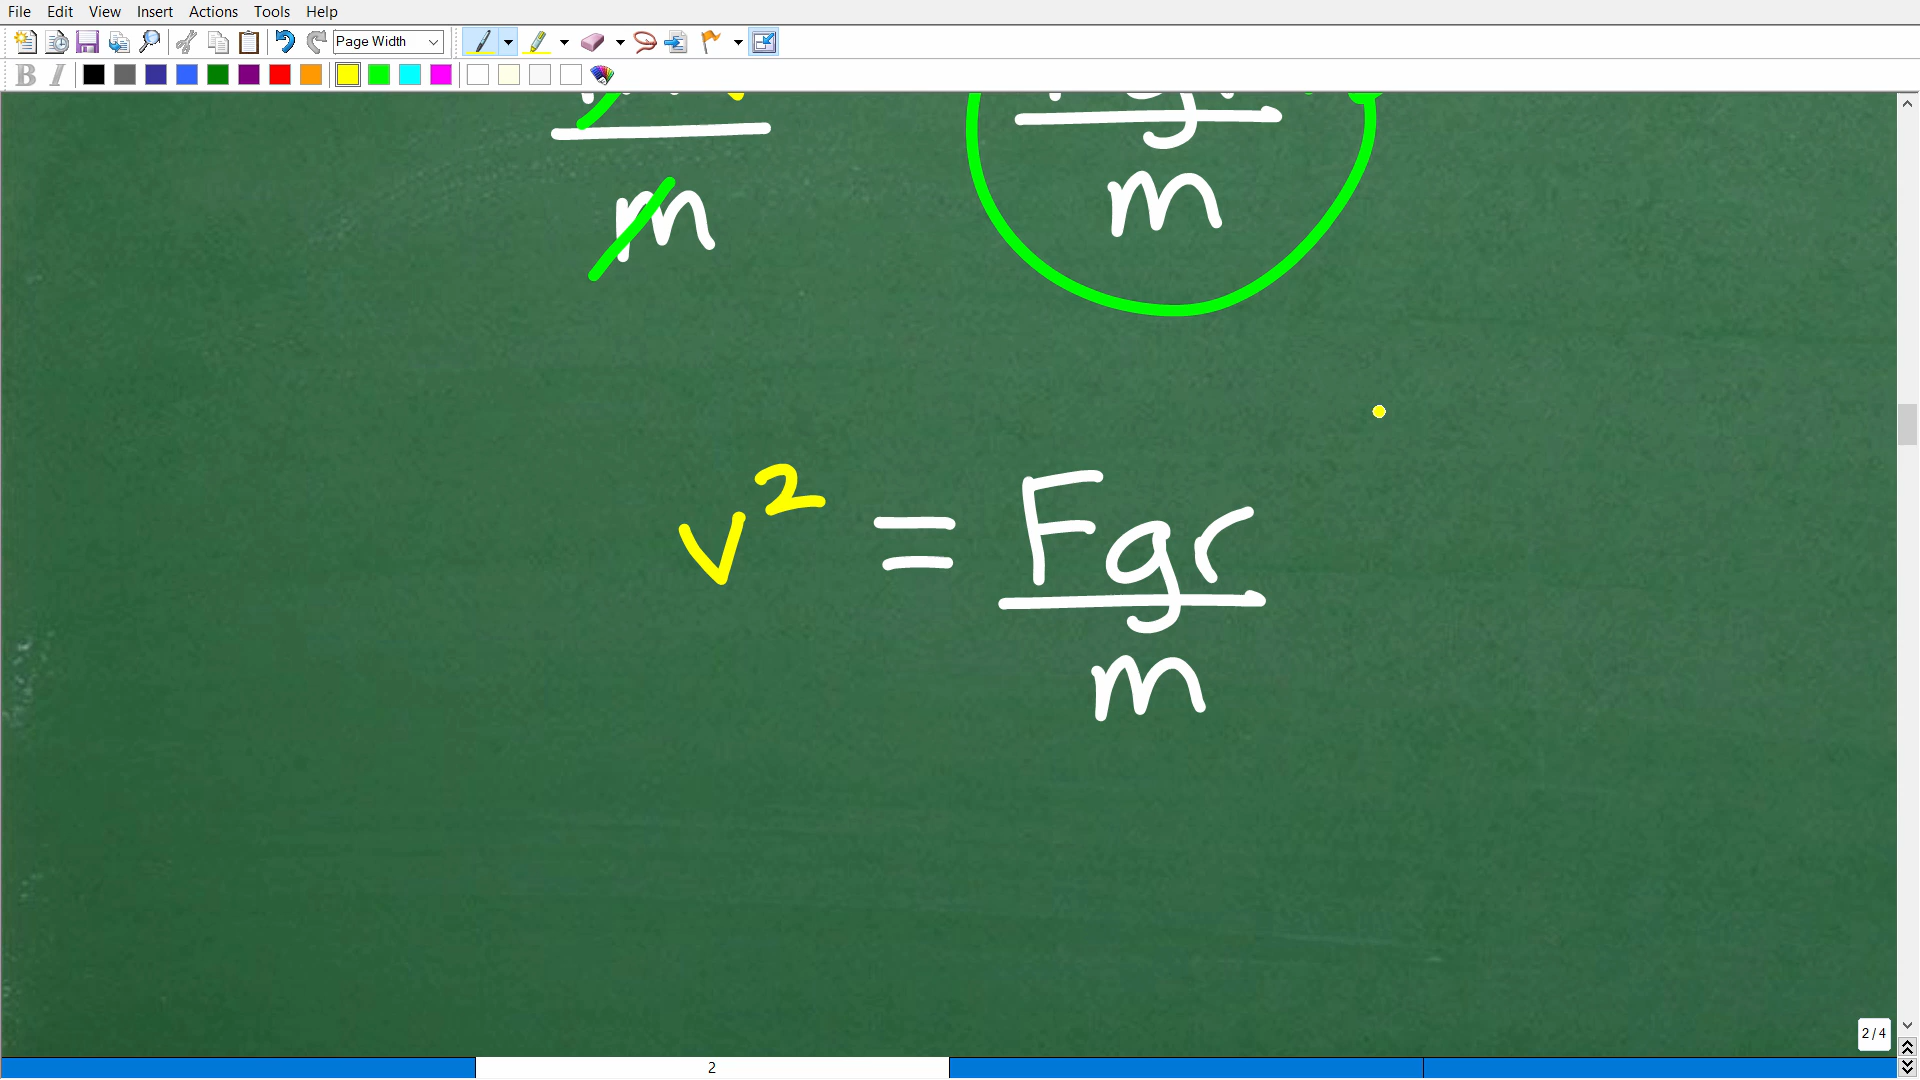 File Edit View Insert Actions Tools Help
Page Width
B I
m
m
v² = Fgr
m
2 / 4
2